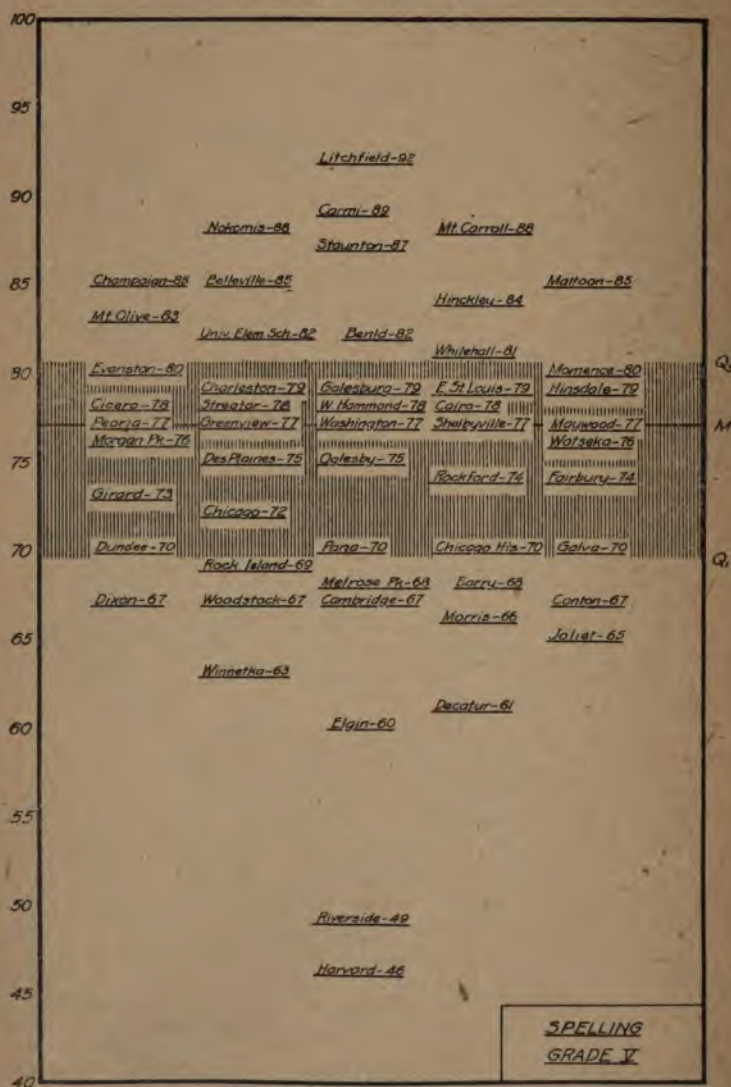 100
95
Litchfield-92
90
Carmi-89
Nokomis-88 Mt. Carroll-88
Staunton-87
85 Champaign-85 Belleville-85 Mattoon-85
Hinckley-84
Mt. Olive-83
Univ. Elem. Sch-82 Benld-82
Whitehall-81
80 Evanston-80 Momence-80 Q₃
Charleston-79 Galesburg-79 E. St Louis-79 Hinsdale-79
Cicero-78 Streator-78 W. Hammond-78 Cairo-78
Peoria-77 Greenview-77 Washington-77 Shelbyville-77 Maywood-77 M
Morgan Pk-76 Watseka-76
75 Des Plaines-75 Oglesby-75
Rockford-74 Fairbury-74
Girard-73
Chicago-72
70 Dundee-70 Pana-70 Chicago Hts-70 Galva-70 Q₁
Rock Island-69
Melrose Pk-68 Barry-68
Dixon-67 Woodstock-67 Cambridge-67 Canton-67
Morris-66
65 Joliet-65
Winnetka-63
Decatur-61
60 Elgin-60
55
50
Riverside-49
Harvard-46
45
SPELLING
GRADE V
40